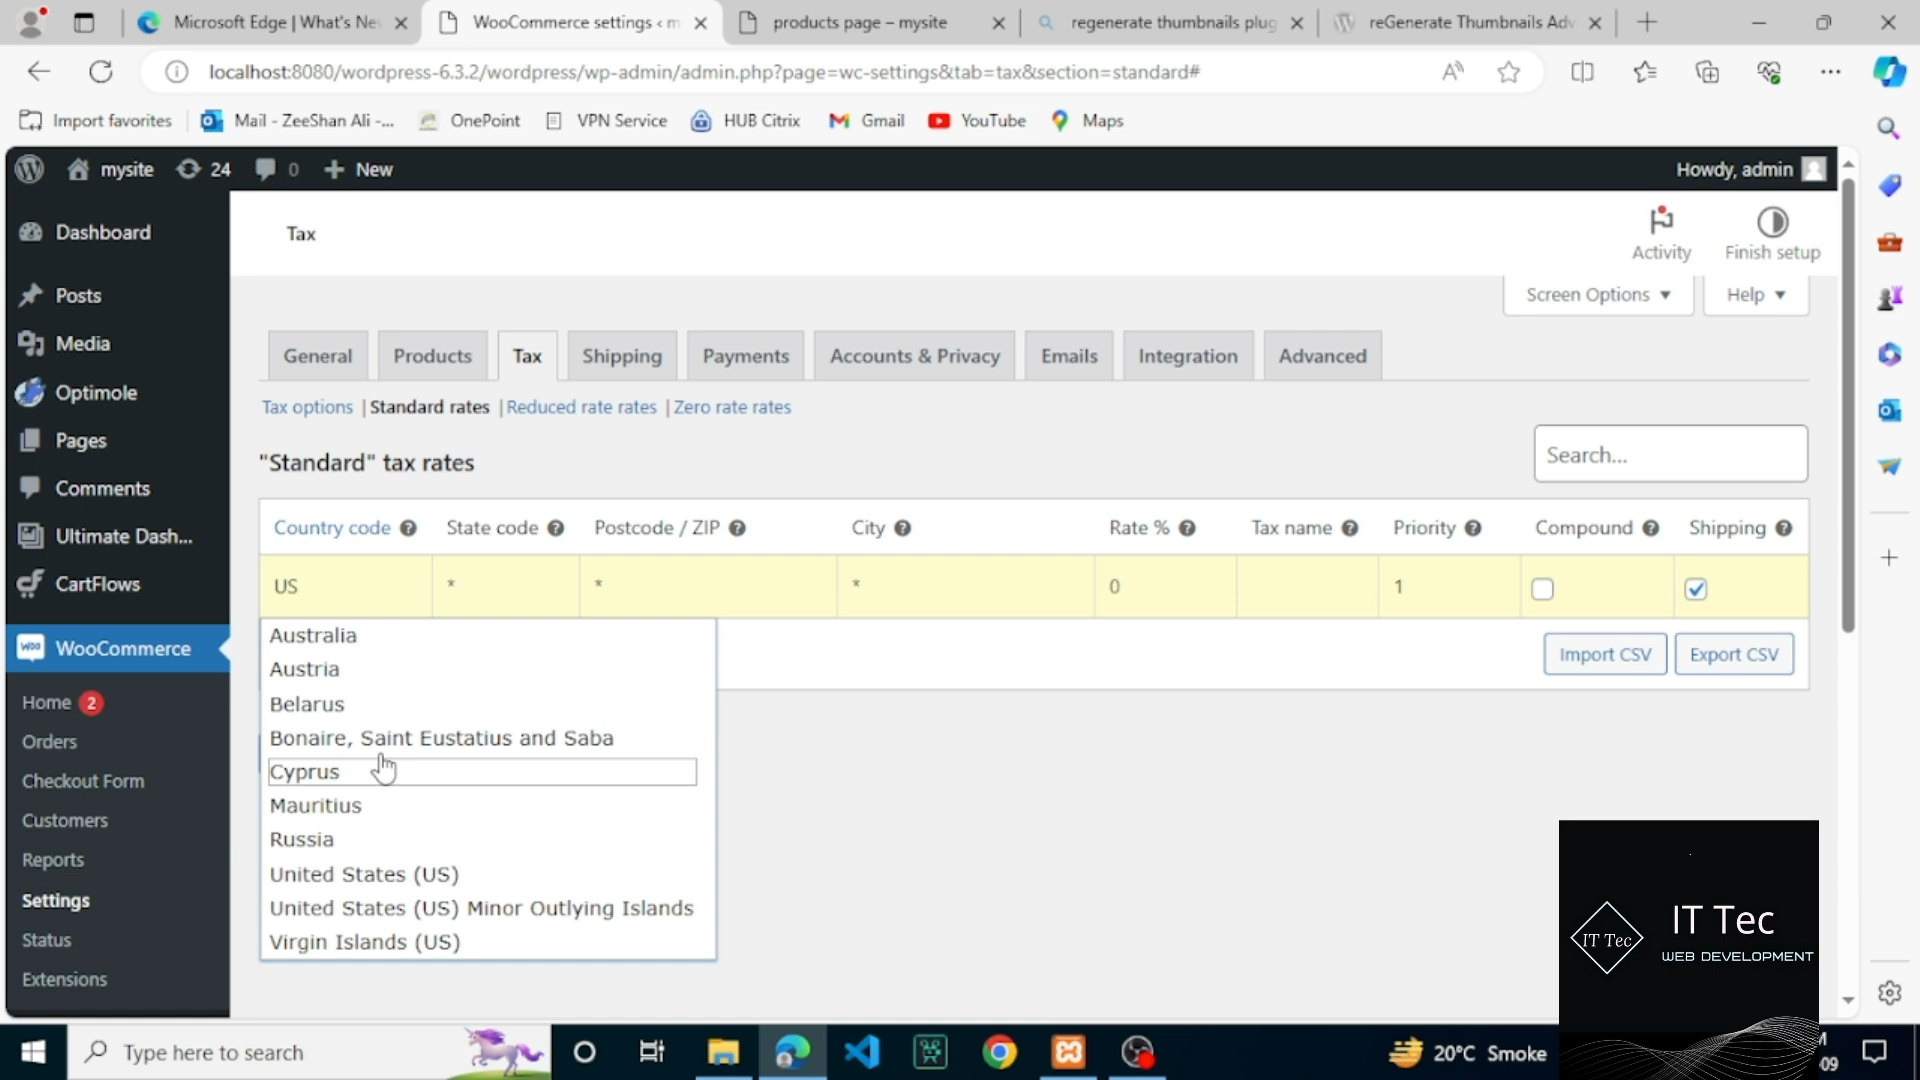 Microsoft Edge | What's Ne
WooCommerce settings ‹ m
products page – mysite
regenerate thumbnails plug
reGenerate Thumbnails Adv
localhost:8080/wordpress-6.3.2/wordpress/wp-admin/admin.php?page=wc-settings&tab=tax&section=standard#
Import favorites
Mail - ZeeShan Ali -...
OnePoint
VPN Service
HUB Citrix
Gmail
YouTube
Maps
mysite
24
0
New
Howdy, admin
Dashboard
Posts
Media
Optimole
Pages
Comments
Ultimate Dash...
CartFlows
WooCommerce
Home 2
Orders
Checkout Form
Customers
Reports
Settings
Status
Extensions
Tax
Activity
Finish setup
Screen Options
Help
General
Products
Tax
Shipping
Payments
Accounts & Privacy
Emails
Integration
Advanced
Tax options | Standard rates | Reduced rate rates | Zero rate rates
"Standard" tax rates
Search...
Country code State code Postcode / ZIP City Rate % Tax name Priority Compound Shipping
US * * * 0 1
Import CSV
Export CSV
Australia
Austria
Belarus
Bonaire, Saint Eustatius and Saba
Cyprus
Mauritius
Russia
United States (US)
United States (US) Minor Outlying Islands
Virgin Islands (US)
IT Tec
IT Tec
WEB DEVELOPMENT
Type here to search
20°C Smoke